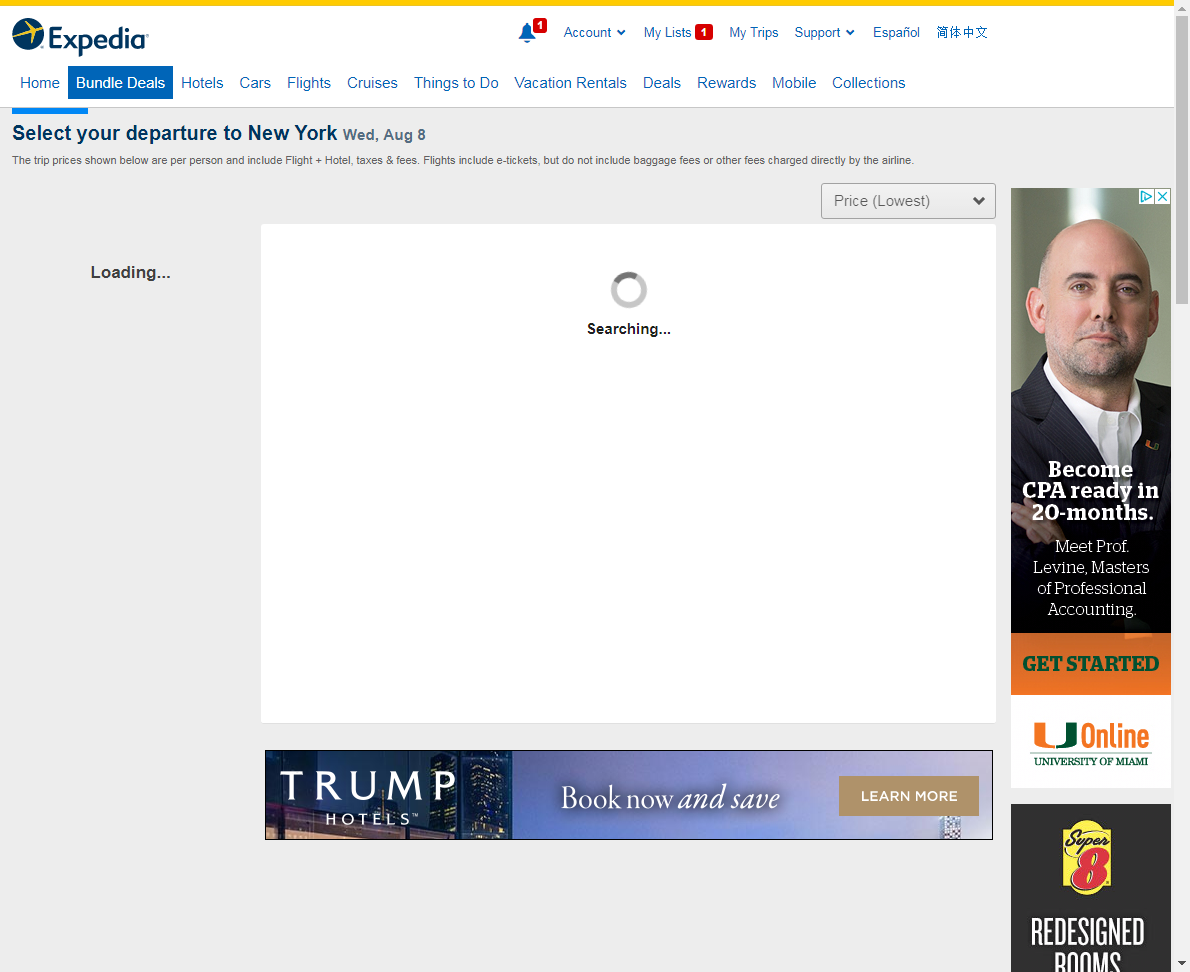 Expedia
1
Account
My Lists 1
My Trips
Support
Español
简体中文
Home
Bundle Deals
Hotels
Cars
Flights
Cruises
Things to Do
Vacation Rentals
Deals
Rewards
Mobile
Collections
Select your departure to New York Wed, Aug 8
The trip prices shown below are per person and include Flight + Hotel, taxes & fees. Flights include e-tickets, but do not include baggage fees or other fees charged directly by the airline.
Price (Lowest)
Loading...
Searching...
Become
CPA ready in
20-months.
Meet Prof.
Levine, Masters
of Professional
Accounting.
GET STARTED
U Online
UNIVERSITY OF MIAMI
TRUMP
HOTELS™
Book now and save
LEARN MORE
Super
8
REDESIGNED
ROOMS